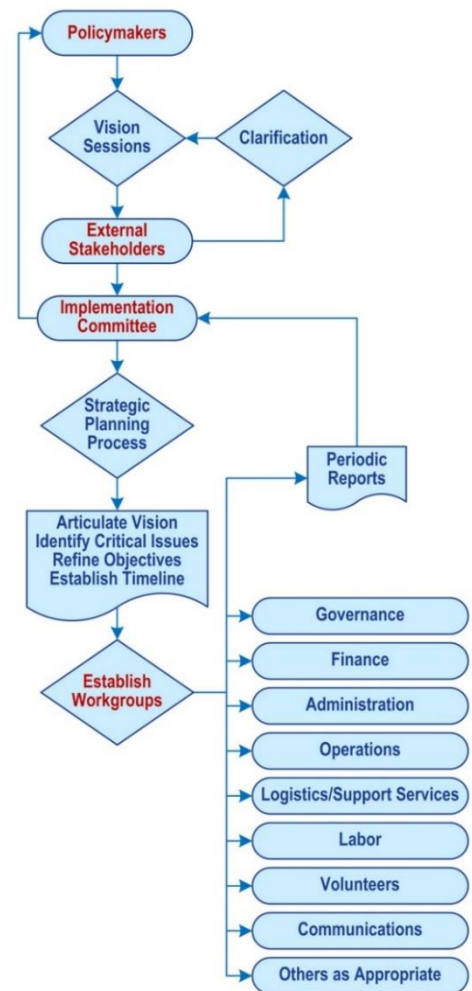 Policymakers
Vision
Sessions
Clarification
External
Stakeholders
Implementation
Committee
Strategic
Planning
Process
Periodic
Reports
Articulate Vision
Identify Critical Issues
Refine Objectives
Establish Timeline
Establish
Workgroups
Governance
Finance
Administration
Operations
Logistics/Support Services
Labor
Volunteers
Communications
Others as Appropriate